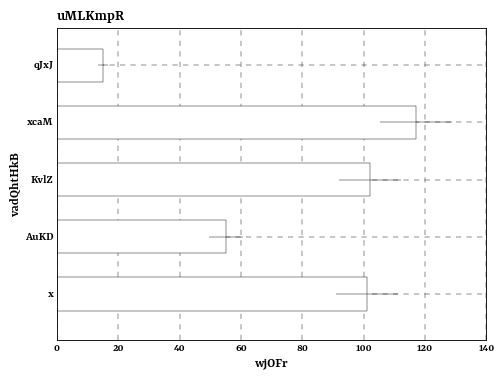 uMLKmpR
qJxJ
xcaM
KvlZ
AuKD
x
vadQhtHkB
0 20 40 60 80 100 120 140
wjOFr